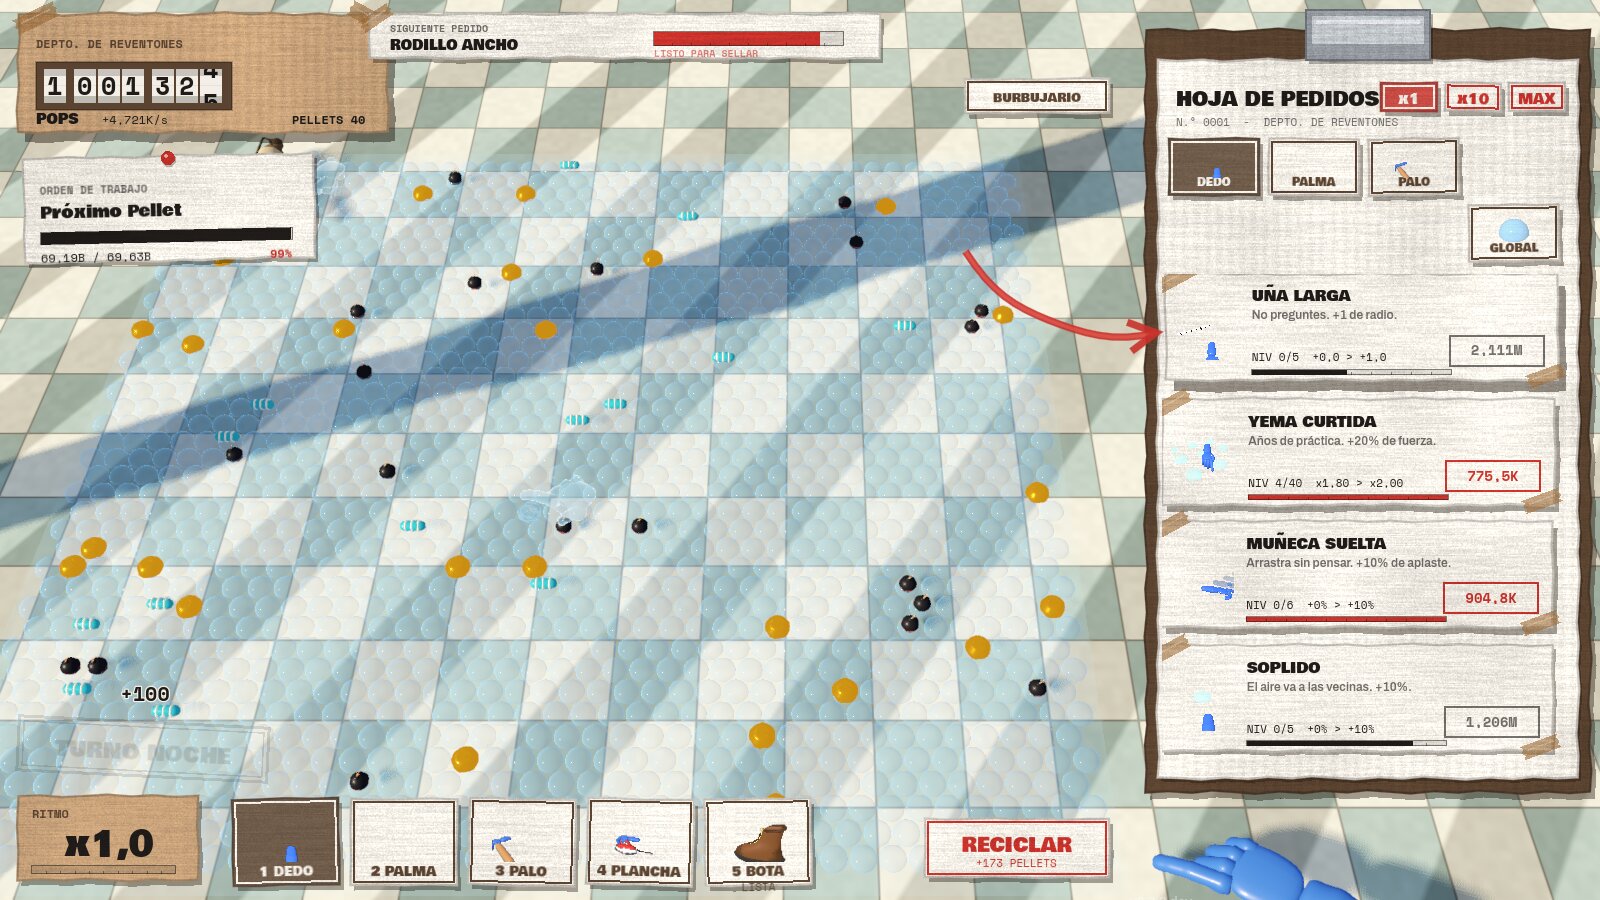 DEPTO. DE REVENTONES
1 001 32
POPS +4,721K/s PELLETS 40
SIGUIENTE PEDIDO
RODILLO ANCHO
LISTO PARA SELLAR
BURBUJARIO
ORDEN DE TRABAJO
Próximo Pellet
69.19B / 69.63B 99%
HOJA DE PEDIDOS x1 x10 MAX
N.° 0001 - DEPTO. DE REVENTONES
DEDO PALMA PALO
GLOBAL
UÑA LARGA
No preguntes. +1 de radio.
NIV 0/5 +0,0 > +1,0
2,111M
YEMA CURTIDA
Años de práctica. +20% de fuerza.
NIV 4/40 x1,80 > x2,00
775,5K
MUÑECA SUELTA
Arrastra sin pensar. +10% de aplaste.
NIV 0/6 +0% > +10%
904,8K
SOPLIDO
El aire va a las vecinas. +10%.
NIV 0/5 +0% > +10%
1,206M
+100
TURNO NOCHE
RITMO
x1,0
1 DEDO 2 PALMA 3 PALO 4 PLANCHA 5 BOTA
LISTA
RECICLAR
+173 PELLETS